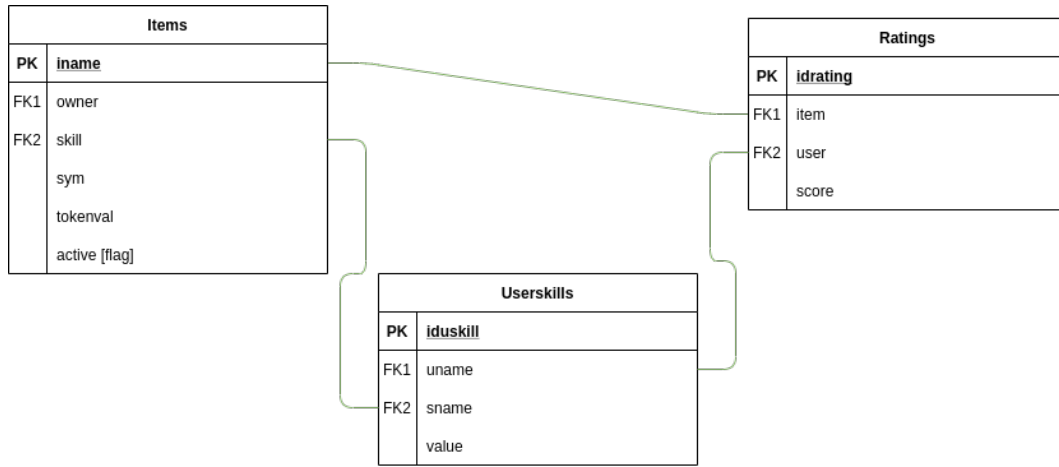 Items
PK iname
FK1 owner
FK2 skill
sym
tokenval
active [flag]
Ratings
PK idrating
FK1 item
FK2 user
score
Userskills
PK iduskill
FK1 uname
FK2 sname
value